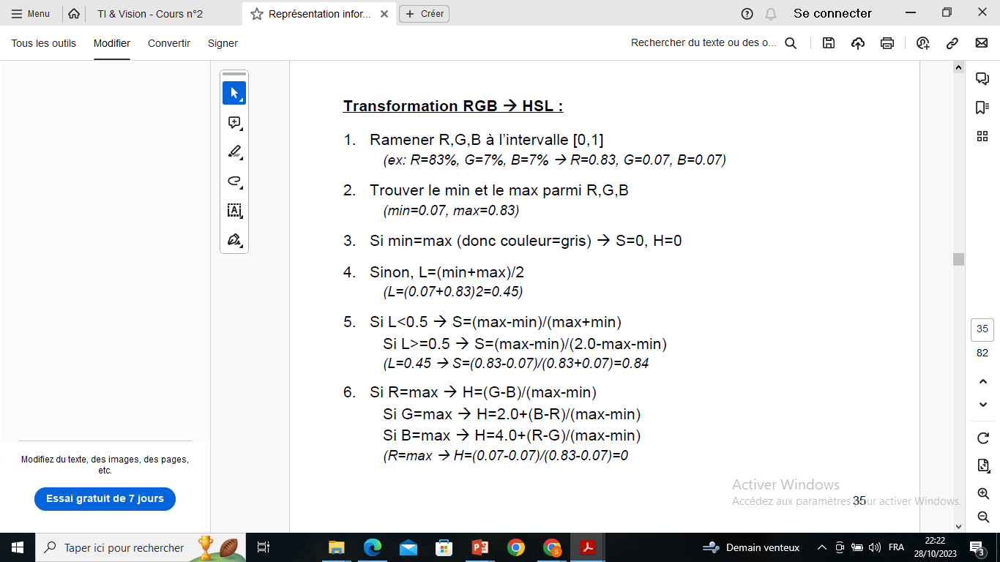 Menu
TI & Vision - Cours n°2
Représentation infor...
Créer
Se connecter
Tous les outils
Modifier
Convertir
Signer
Rechercher du texte ou des o...
Transformation RGB → HSL :
1. Ramener R,G,B à l'intervalle [0,1]
(ex: R=83%, G=7%, B=7% → R=0.83, G=0.07, B=0.07)
2. Trouver le min et le max parmi R,G,B
(min=0.07, max=0.83)
3. Si min=max (donc couleur=gris) → S=0, H=0
4. Sinon, L=(min+max)/2
(L=(0.07+0.83)2=0.45)
5. Si L<0.5 → S=(max-min)/(max+min)
Si L>=0.5 → S=(max-min)/(2.0-max-min)
(L=0.45 → S=(0.83-0.07)/(0.83+0.07)=0.84
6. Si R=max → H=(G-B)/(max-min)
Si G=max → H=2.0+(B-R)/(max-min)
Si B=max → H=4.0+(R-G)/(max-min)
(R=max → H=(0.07-0.07)/(0.83-0.07)=0
35
35
82
Modifiez du texte, des images, des pages,
etc.
Essai gratuit de 7 jours
Activer Windows
Accédez aux paramètres pour activer Windows.
Taper ici pour rechercher
Demain venteux
FRA
22:22
28/10/2023
3